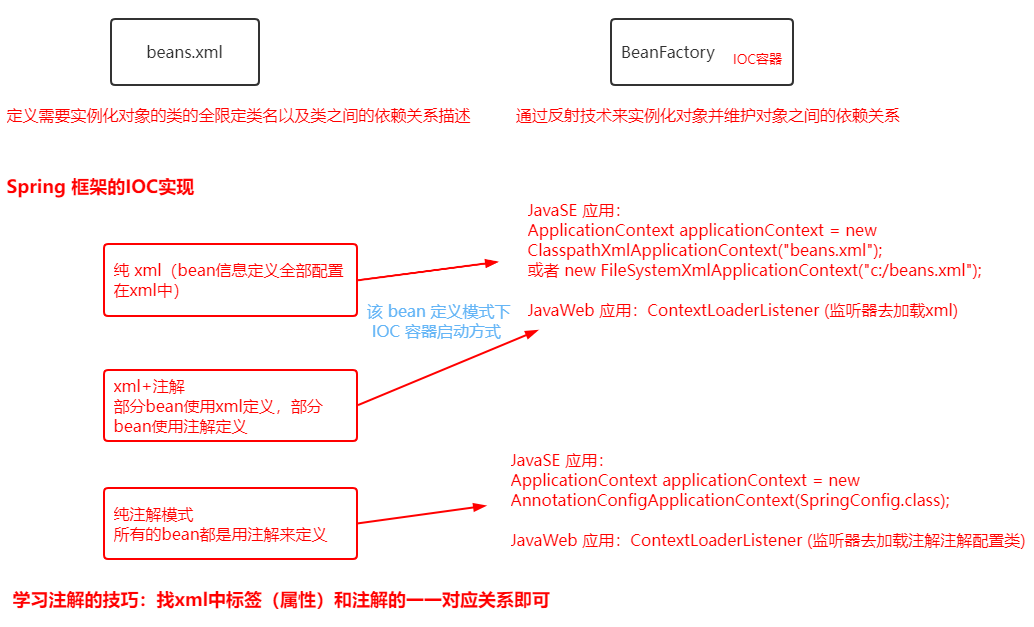 beans.xml
BeanFactory IOC容器
定义需要实例化对象的类的全限定类名以及类之间的依赖关系描述
通过反射技术来实例化对象并维护对象之间的依赖关系
Spring 框架的IOC实现
纯 xml（bean信息定义全部配置
在xml中）
JavaSE 应用：
ApplicationContext applicationContext = new
ClasspathXmlApplicationContext("beans.xml");
或者 new FileSystemXmlApplicationContext("c:/beans.xml");
JavaWeb 应用：ContextLoaderListener (监听器去加载xml)
该 bean 定义模式下
IOC 容器启动方式
xml+注解
部分bean使用xml定义，部分
bean使用注解定义
纯注解模式
所有的bean都是用注解来定义
JavaSE 应用：
ApplicationContext applicationContext = new
AnnotationConfigApplicationContext(SpringConfig.class);
JavaWeb 应用：ContextLoaderListener (监听器去加载注解注解配置类)
学习注解的技巧：找xml中标签（属性）和注解的一一对应关系即可